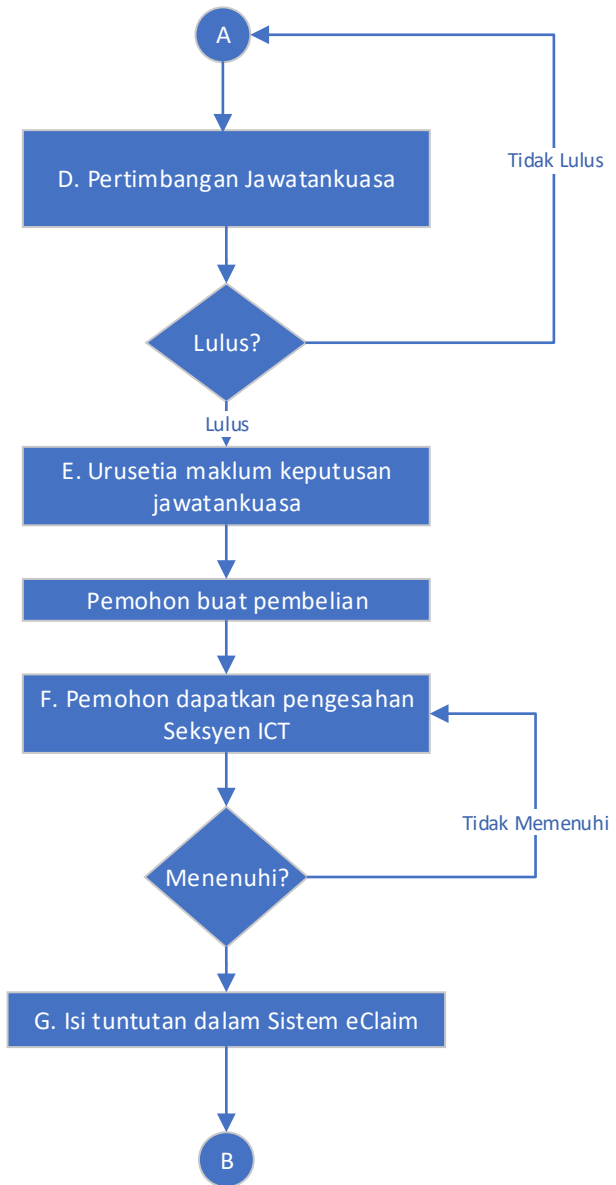 A
D. Pertimbangan Jawatankuasa
Tidak Lulus
Lulus?
Lulus
E. Urusetia maklum keputusan
jawatankuasa
Pemohon buat pembelian
F. Pemohon dapatkan pengesahan
Seksyen ICT
Tidak Memenuhi
Menenuhi?
G. Isi tuntutan dalam Sistem eClaim
B